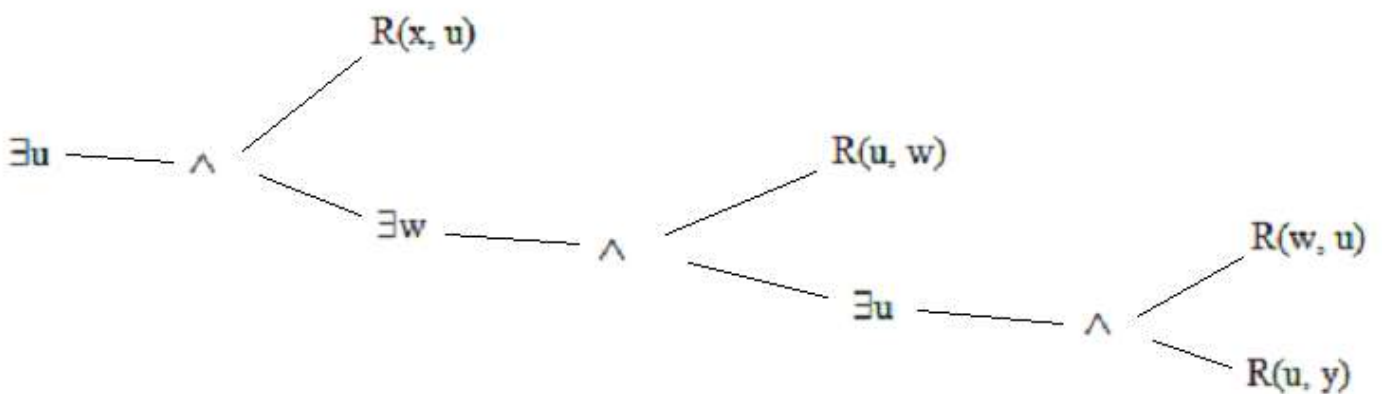 R(x, u)
∃u
∧
R(u, w)
∃w
∧
R(w, u)
∃u
∧
R(u, y)